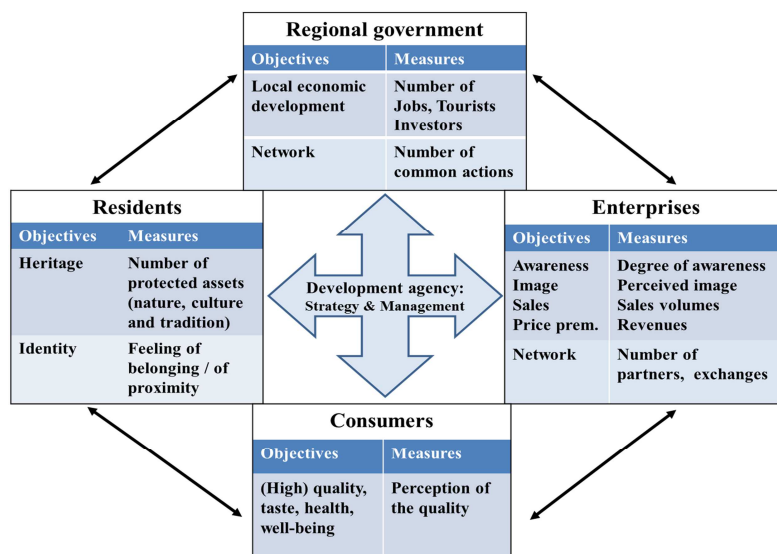 Regional government
Objectives Measures
Local economic development Number of Jobs, Tourists Investors
Network Number of common actions
Residents
Objectives Measures
Heritage Number of protected assets (nature, culture and tradition)
Identity Feeling of belonging / of proximity
Development agency:
Strategy & Management
Enterprises
Objectives Measures
Awareness Degree of awareness
Image Perceived image
Sales Sales volumes
Price prem. Revenues
Network Number of partners, exchanges
Consumers
Objectives Measures
(High) quality, taste, health, well-being Perception of the quality